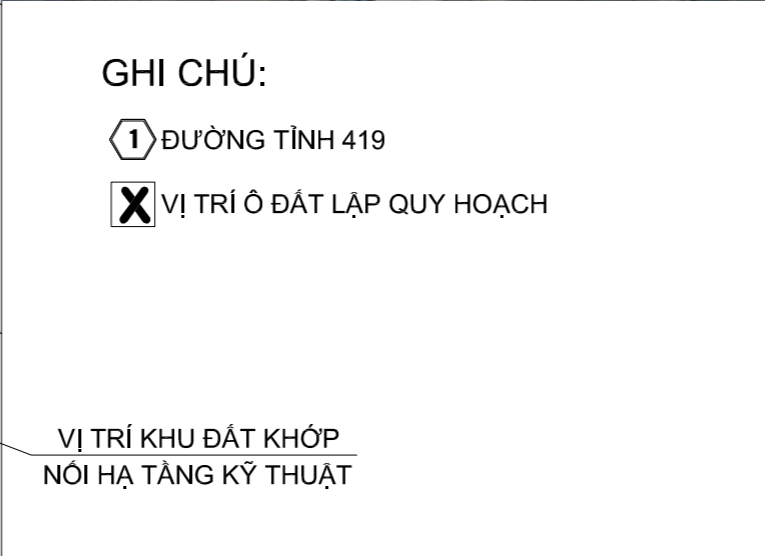 GHI CHÚ:
1 ĐƯỜNG TỈNH 419
X VỊ TRÍ Ô ĐẤT LẬP QUY HOẠCH
VỊ TRÍ KHU ĐẤT KHỚP
NỐI HẠ TẦNG KỸ THUẬT